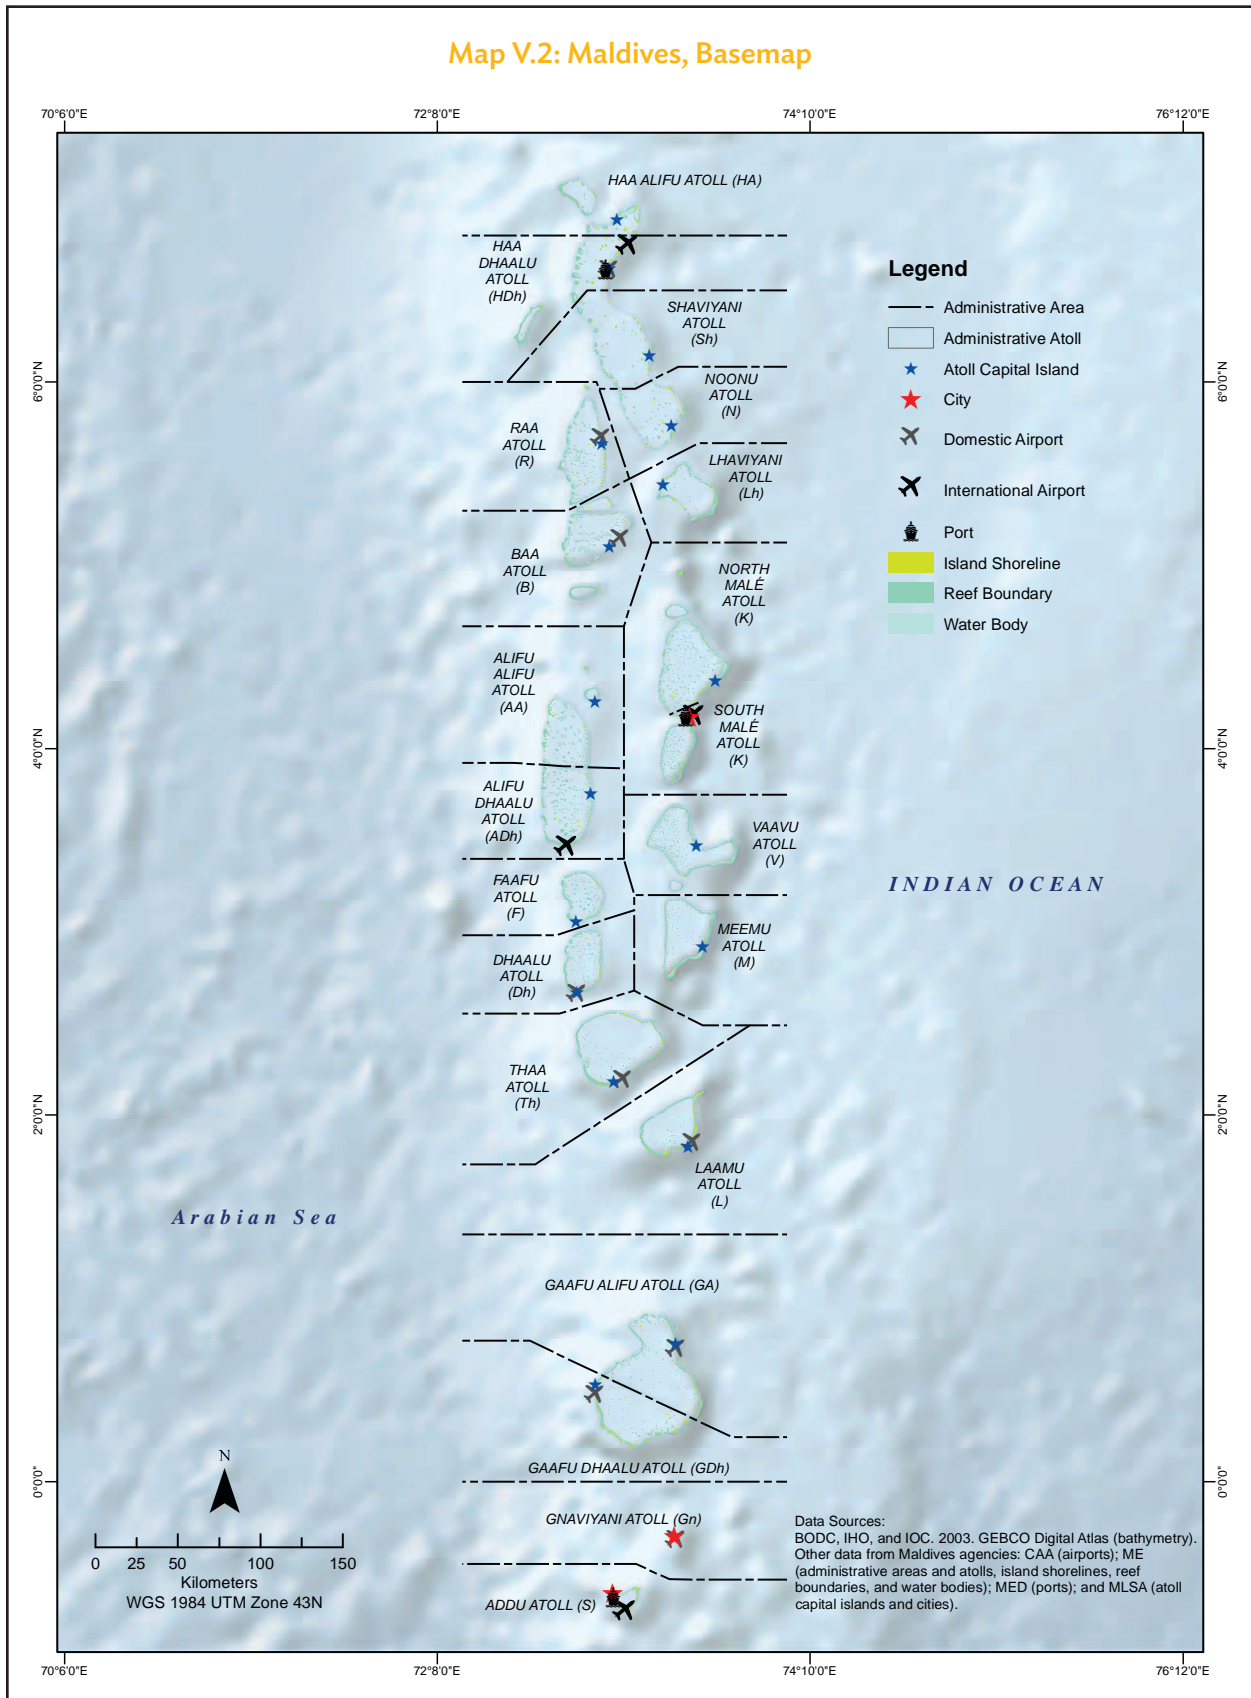 Map V.2: Maldives, Basemap
70°6'0"E
72°8'0"E
74°10'0"E
76°12'0"E
HAA ALIFU ATOLL (HA)
HAA
DHAALU
ATOLL
(HDh)
SHAVIYANI
ATOLL
(Sh)
6°0'0"N
6°0'0"N
NOONU
ATOLL
(N)
RAA
ATOLL
(R)
LHAVIYANI
ATOLL
(Lh)
BAA
ATOLL
(B)
NORTH
MALÉ
ATOLL
(K)
ALIFU
ALIFU
ATOLL
(AA)
SOUTH
MALÉ
ATOLL
(K)
4°0'0"N
4°0'0"N
ALIFU
DHAALU
ATOLL
(ADh)
VAAVU
ATOLL
(V)
FAAFU
ATOLL
(F)
MEEMU
ATOLL
(M)
DHAALU
ATOLL
(Dh)
THAA
ATOLL
(Th)
2°0'0"N
2°0'0"N
LAAMU
ATOLL
(L)
GAAFU ALIFU ATOLL (GA)
GAAFU DHAALU ATOLL (GDh)
0°0'0"
0°0'0"
GNAVIYANI ATOLL (Gn)
ADDU ATOLL (S)
Legend
Administrative Area
Administrative Atoll
Atoll Capital Island
City
Domestic Airport
International Airport
Port
Island Shoreline
Reef Boundary
Water Body
INDIAN OCEAN
Arabian Sea
N
0 25 50 100 150
Kilometers
WGS 1984 UTM Zone 43N
Data Sources:
BODC, IHO, and IOC. 2003. GEBCO Digital Atlas (bathymetry).
Other data from Maldives agencies: CAA (airports); ME
(administrative areas and atolls, island shorelines, reef
boundaries, and water bodies); MED (ports); and MLSA (atoll
capital islands and cities).
70°6'0"E
72°8'0"E
74°10'0"E
76°12'0"E